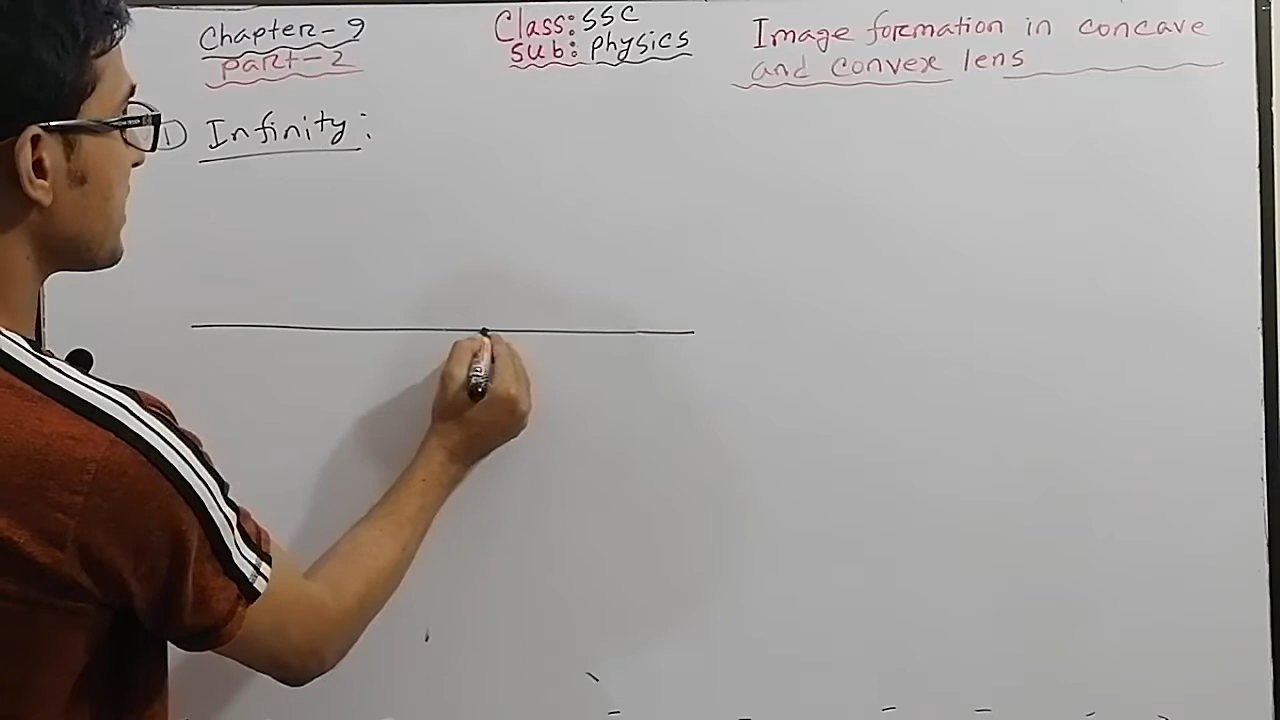 Chapter-9
Part-2
Class: SSC
Sub: Physics
Image formation in concave
and convex lens
① Infinity: